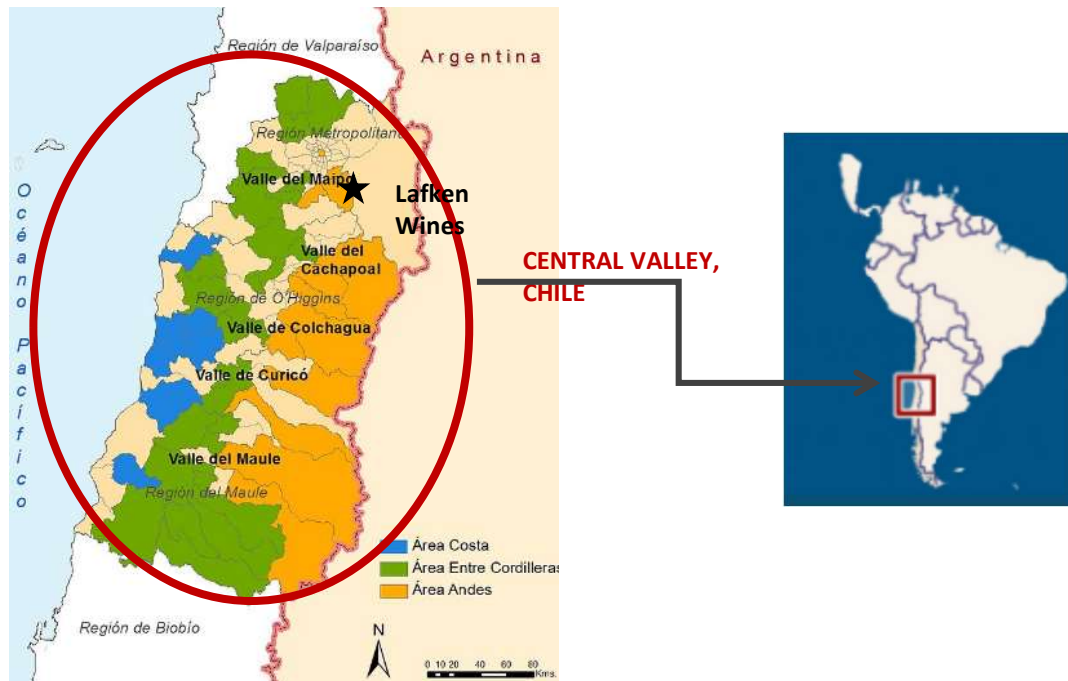 Región de Valparaíso
Argentina
Región Metropolitana
Valle del Maipo
Lafken
Wines
Océano Pacífico
Valle del
Cachapoal
CENTRAL VALLEY,
CHILE
Región de O'Higgins
Valle de Colchagua
Valle de Curicó
Valle del Maule
Región del Maule
Área Costa
Área Entre Cordilleras
Área Andes
Región de Biobío
N
0 10 20 40 60 80
Kms.